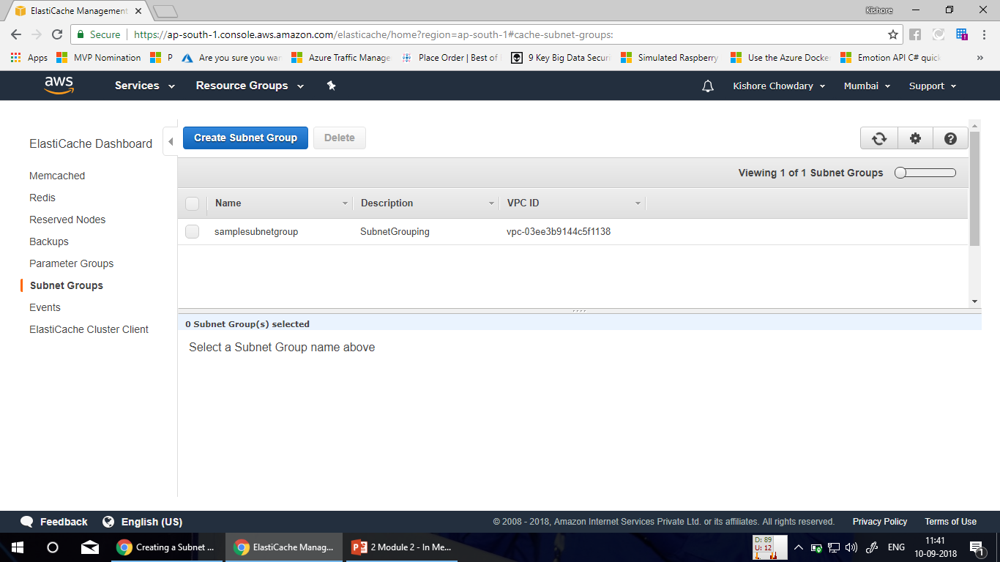 ElastiCache Management
Kishore
Secure
https://ap-south-1.console.aws.amazon.com/elasticache/home?region=ap-south-1#cache-subnet-groups:
Apps
MVP Nomination
P
Are you sure you wan
Azure Traffic Manage
Place Order | Best of
9 Key Big Data Securi
Simulated Raspberry
Use the Azure Docke
Emotion API C# quick
aws
Services
Resource Groups
Kishore Chowdary
Mumbai
Support
ElastiCache Dashboard
Memcached
Redis
Reserved Nodes
Backups
Parameter Groups
Subnet Groups
Events
ElastiCache Cluster Client
Create Subnet Group
Delete
Viewing 1 of 1 Subnet Groups
Name Description VPC ID
samplesubnetgroup SubnetGrouping vpc-03ee3b9144c5f1138
0 Subnet Group(s) selected
Select a Subnet Group name above
Feedback
English (US)
© 2008 - 2018, Amazon Internet Services Private Ltd. or its affiliates. All rights reserved.
Privacy Policy
Terms of Use
Creating a Subnet ...
ElastiCache Manag...
2 Module 2 - In Me...
D: 89
U: 12
ENG
11:41
10-09-2018
1